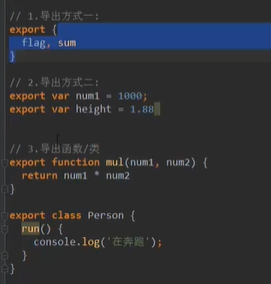 // 1.导出方式一:
export {
  flag, sum
}
// 2.导出方式二:
export var num1 = 1000;
export var height = 1.88
// 3.导出函数/类
export function mul(num1, num2) {
  return num1 * num2
}
export class Person {
  run() {
    console.log('在奔跑');
  }
}